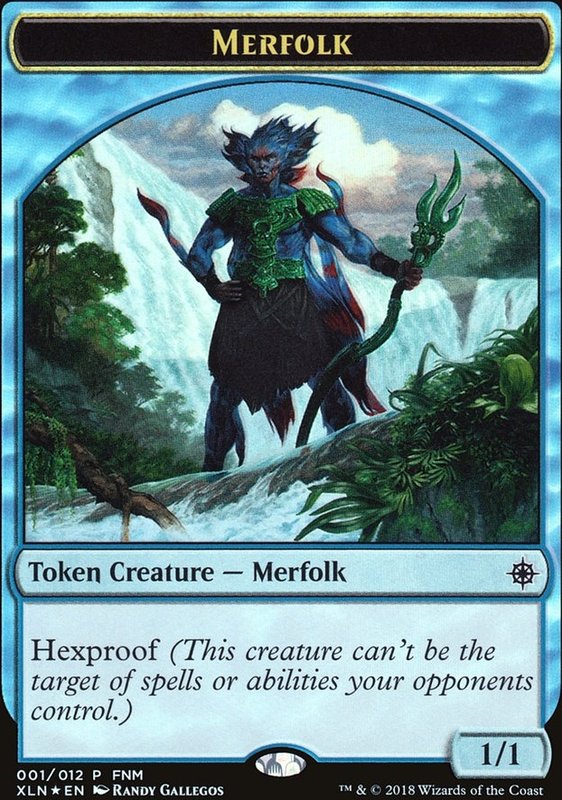 MERFOLK
Token Creature — Merfolk
Hexproof (This creature can't be the
target of spells or abilities your opponents
control.)
1/1
001/012 P FNM
XLN★EN RANDY GALLEGOS
™ & © 2018 Wizards of the Coast